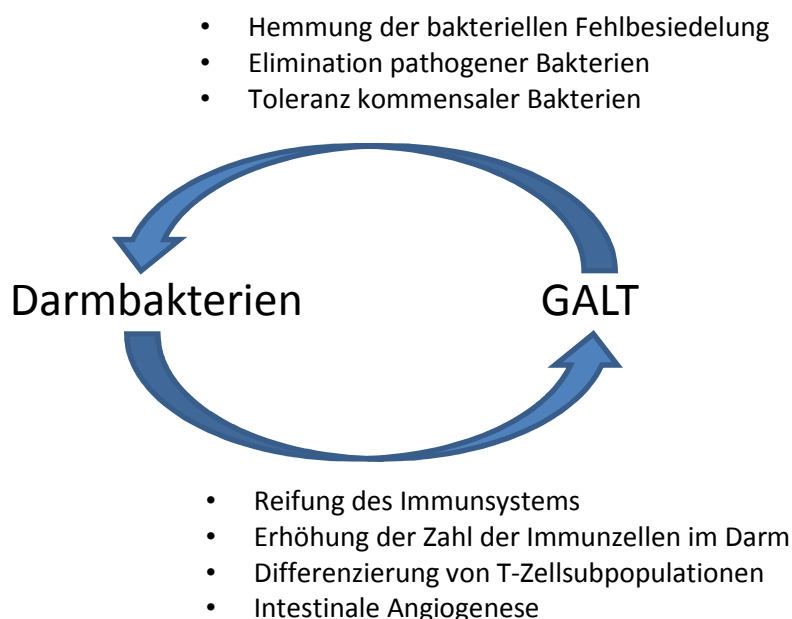 • Hemmung der bakteriellen Fehlbesiedelung
• Elimination pathogener Bakterien
• Toleranz kommensaler Bakterien
Darmbakterien GALT
• Reifung des Immunsystems
• Erhöhung der Zahl der Immunzellen im Darm
• Differenzierung von T-Zellsubpopulationen
• Intestinale Angiogenese